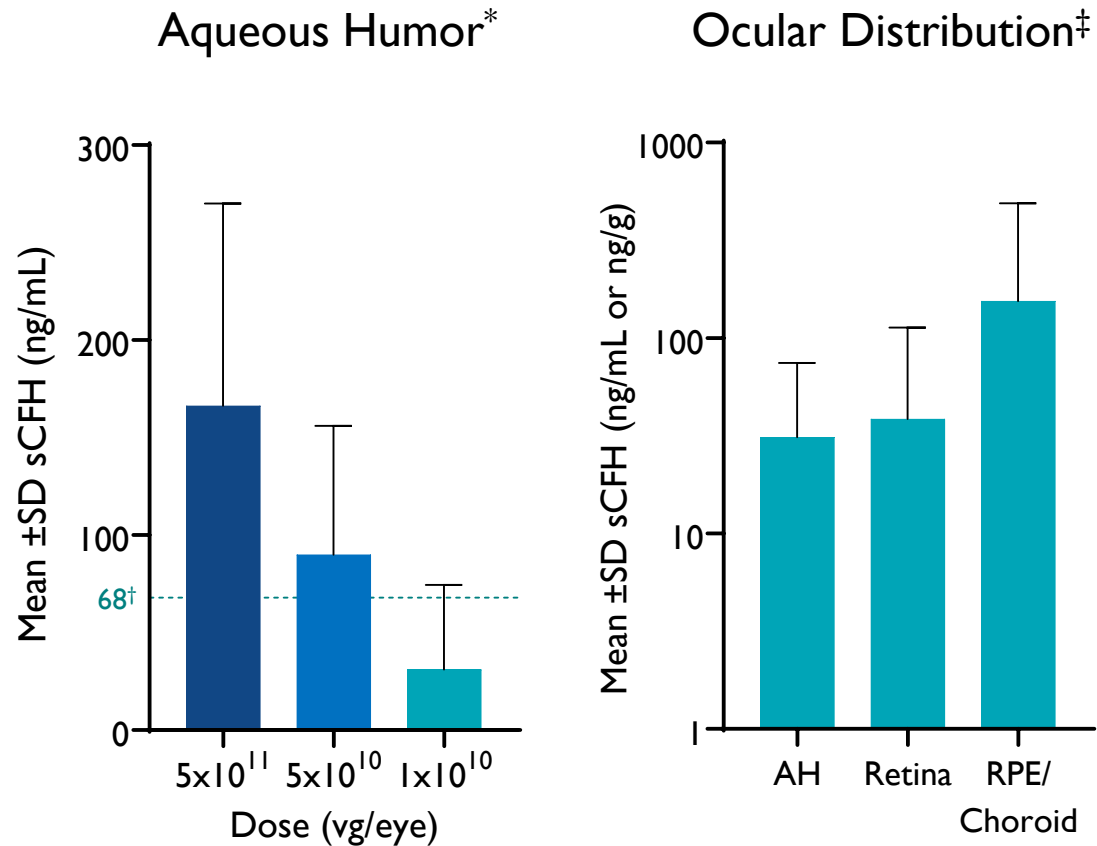 Aqueous Humor*
Mean ±SD sCFH (ng/mL)
300
200
100
68†
0
5x10¹¹ 5x10¹⁰ 1x10¹⁰
Dose (vg/eye)
Ocular Distribution‡
Mean ±SD sCFH (ng/mL or ng/g)
1000
100
10
1
AH Retina RPE/
Choroid